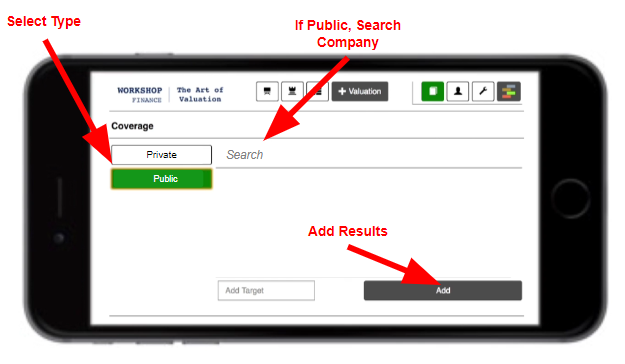 Select Type
If Public, Search
Company
WORKSHOP The Art of
FINANCE Valuation
+ Valuation
Coverage
Private
Search
Public
Add Results
Add Target
Add